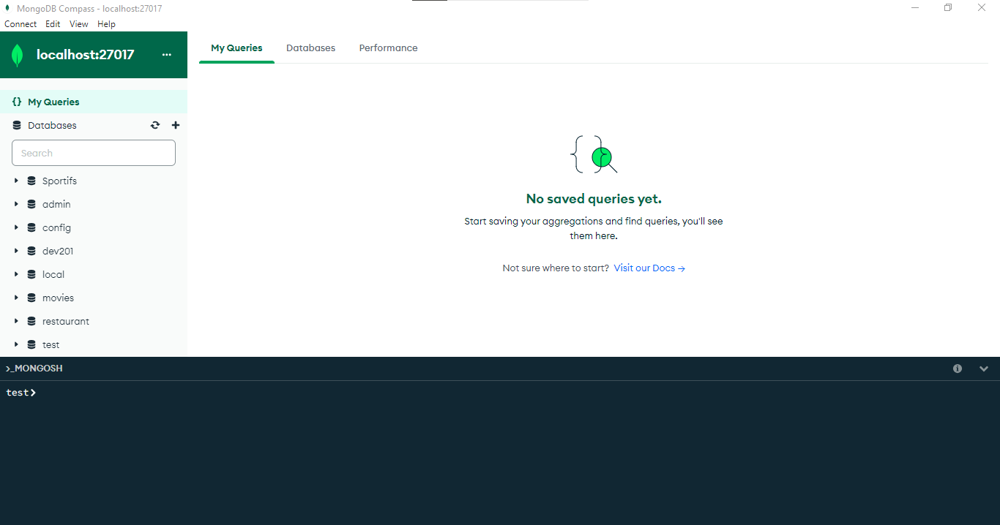 MongoDB Compass - localhost:27017
Connect Edit View Help
localhost:27017 ...
My Queries Databases Performance
{} My Queries
Databases
Search
Sportifs
admin
config
dev201
local
movies
restaurant
test
No saved queries yet.
Start saving your aggregations and find queries, you'll see
them here.
Not sure where to start? Visit our Docs →
>_MONGOSH
test>